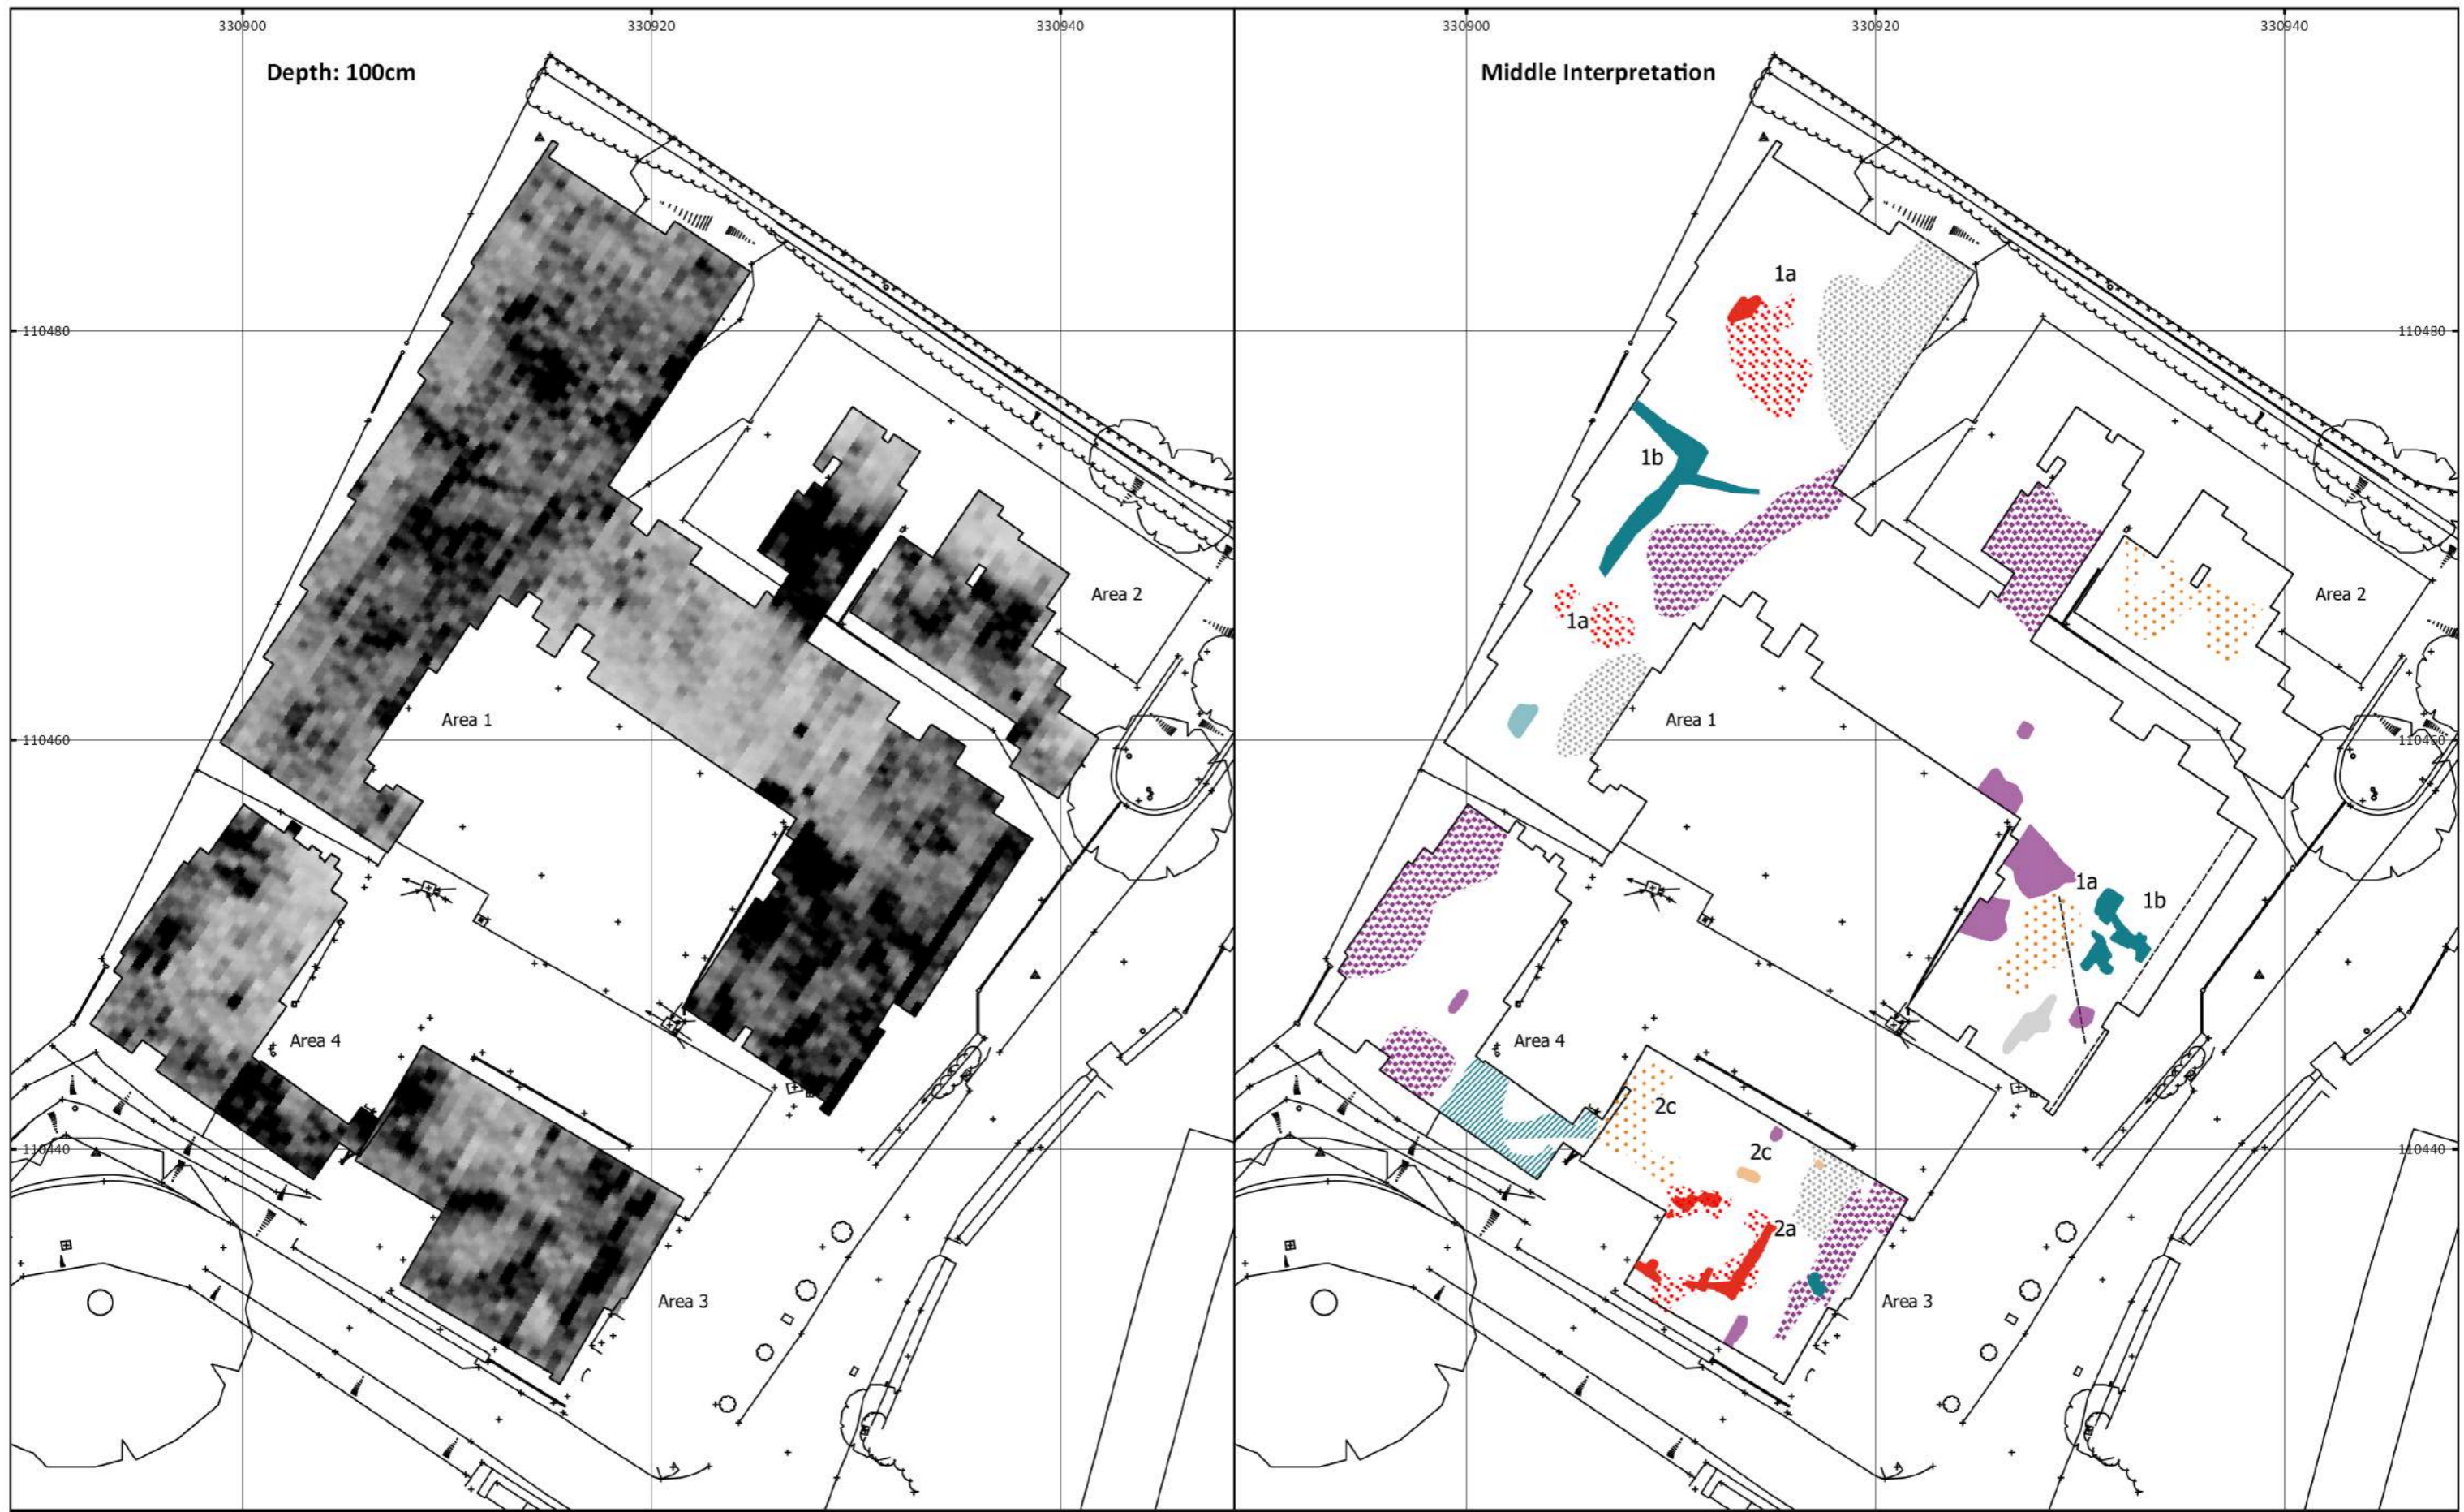 330900 330920 330940 330900 330920 330940
Depth: 100cm Middle Interpretation
1a
110480 110480
1b
Area 2 Area 2
1a
Area 1 Area 1
110460 110460
1a
1b
Area 4 Area 4
2c
110440 110440
2c
2a
Area 3 Area 3